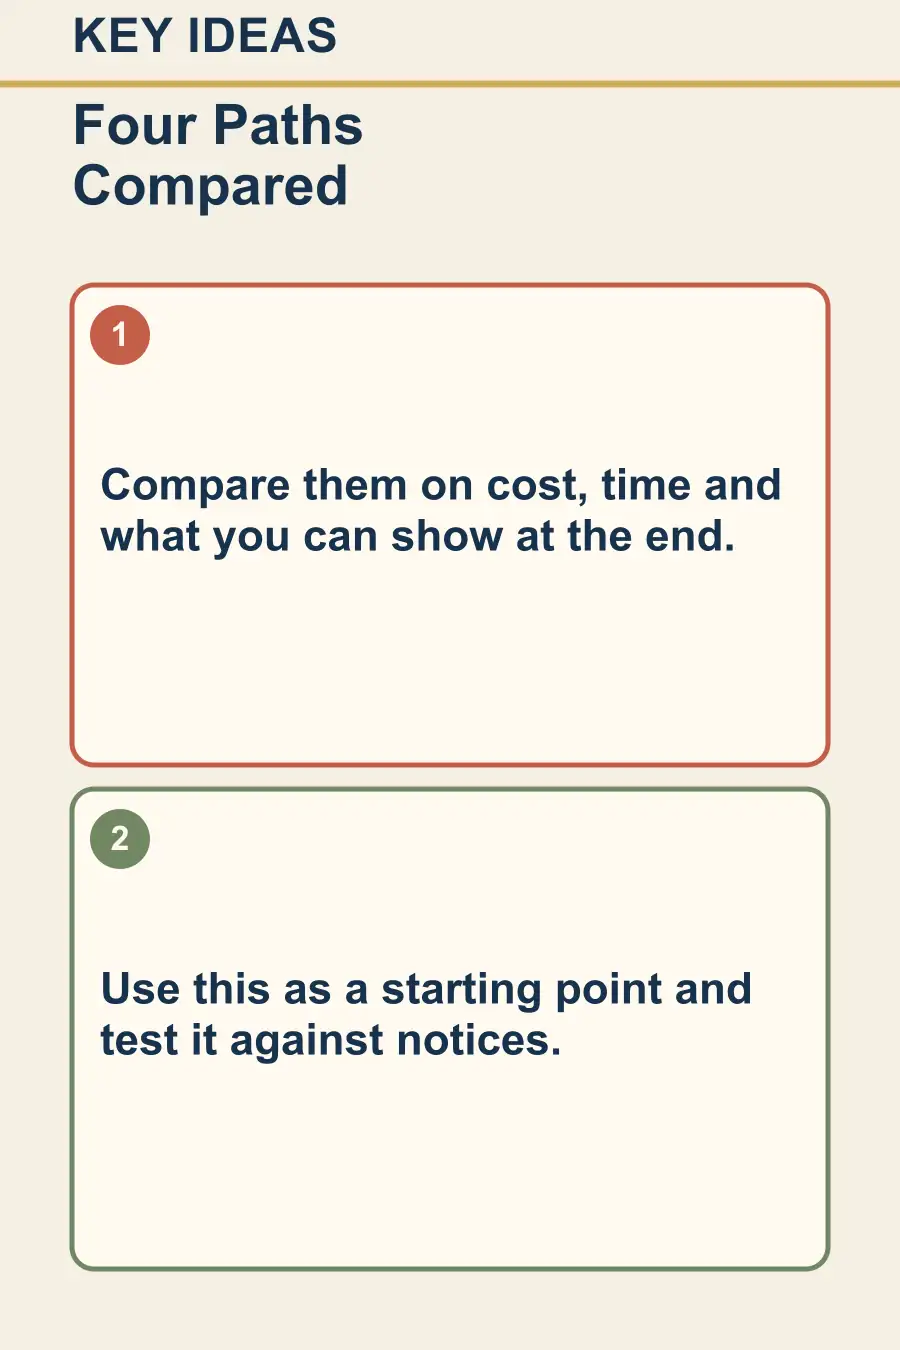 KEY IDEAS
Four Paths
Compared
1
Compare them on cost, time and
what you can show at the end.
2
Use this as a starting point and
test it against notices.